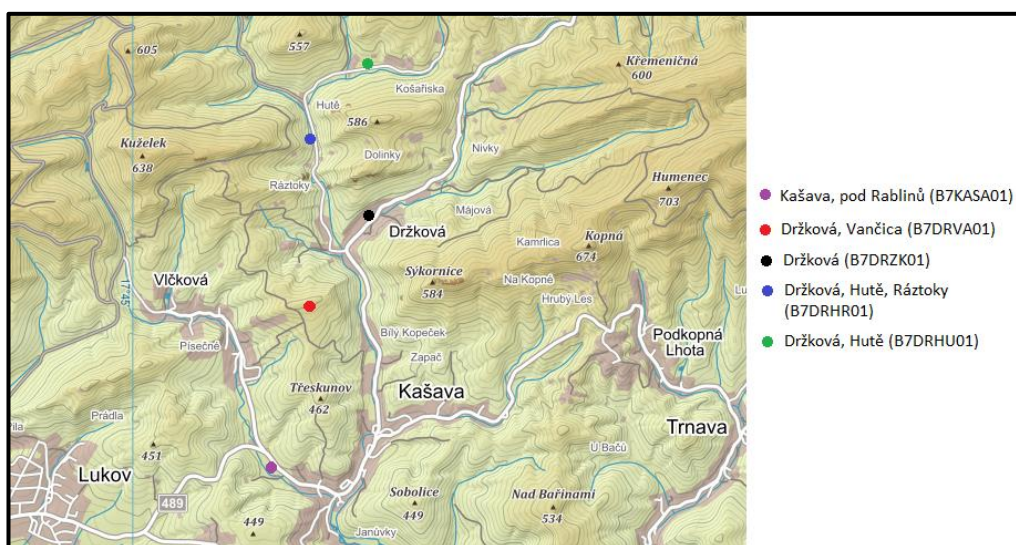 605
557
Křemeničná
600
Košařiska
Hutě
586
Kuželek
638
Dolinky
Nivky
Humenec
703
Ráztoky
Májová
Držková
Kamrlica
Kopná
674
17°45'
Vlčková
Sýkornice
584
Na Kopné
Hrubý Les
Písečné
Bílý Kopeček
Podkopná
Lhota
Zapač
Třeskunov
462
Kašava
Prádla
Trnava
451
U Bačů
Lukov
489
Sobolice
449
Nad Bařinami
534
449
Janůvky
Kašava, pod Rablinů (B7KASA01)
Držková, Vančica (B7DRVA01)
Držková (B7DRZK01)
Držková, Hutě, Ráztoky
(B7DRHR01)
Držková, Hutě (B7DRHU01)